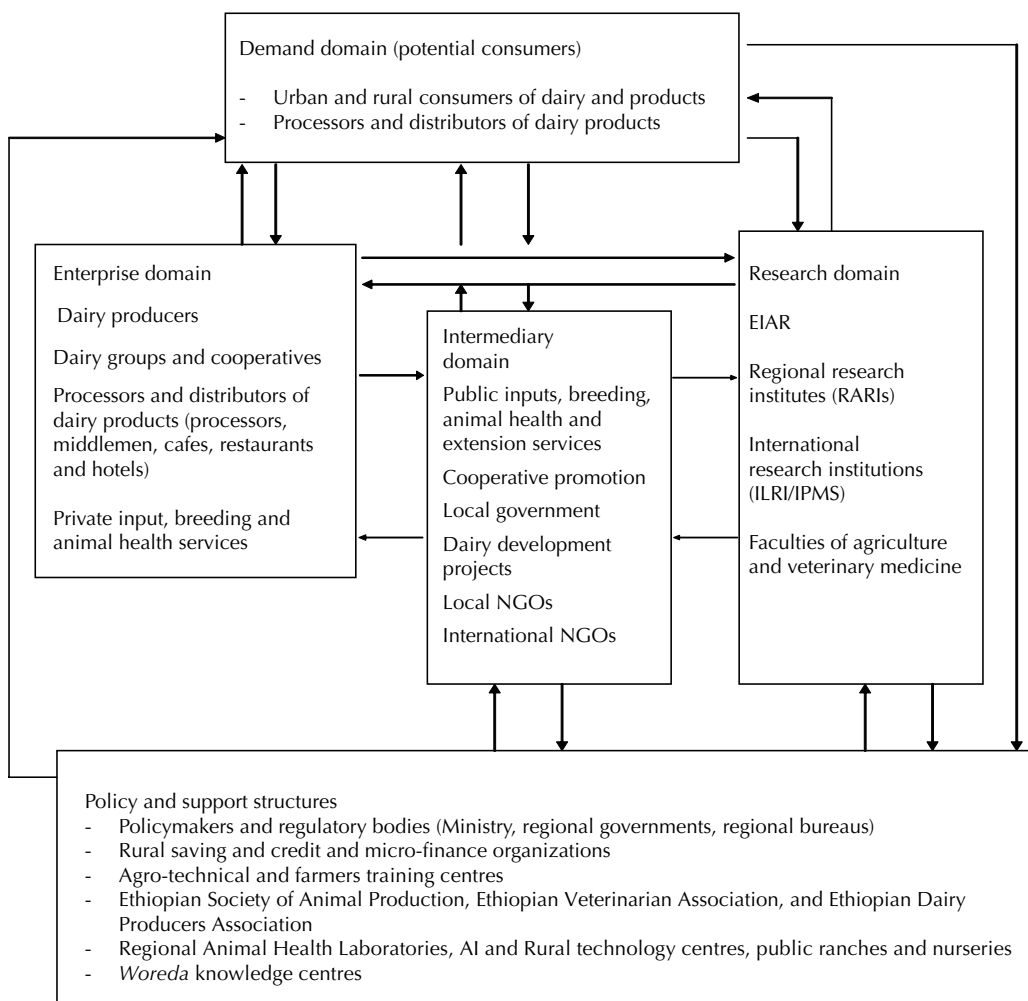 Demand domain (potential consumers)
- Urban and rural consumers of dairy and products
- Processors and distributors of dairy products
Enterprise domain
Dairy producers
Dairy groups and cooperatives
Processors and distributors of
dairy products (processors,
middlemen, cafes, restaurants
and hotels)
Private input, breeding and
animal health services
Intermediary
domain
Public inputs, breeding,
animal health and
extension services
Cooperative promotion
Local government
Dairy development
projects
Local NGOs
International NGOs
Research domain
EIAR
Regional research
institutes (RARIs)
International
research institutions
(ILRI/IPMS)
Faculties of agriculture
and veterinary medicine
Policy and support structures
- Policymakers and regulatory bodies (Ministry, regional governments, regional bureaus)
- Rural saving and credit and micro-finance organizations
- Agro-technical and farmers training centres
- Ethiopian Society of Animal Production, Ethiopian Veterinarian Association, and Ethiopian Dairy
Producers Association
- Regional Animal Health Laboratories, AI and Rural technology centres, public ranches and nurseries
- Woreda knowledge centres